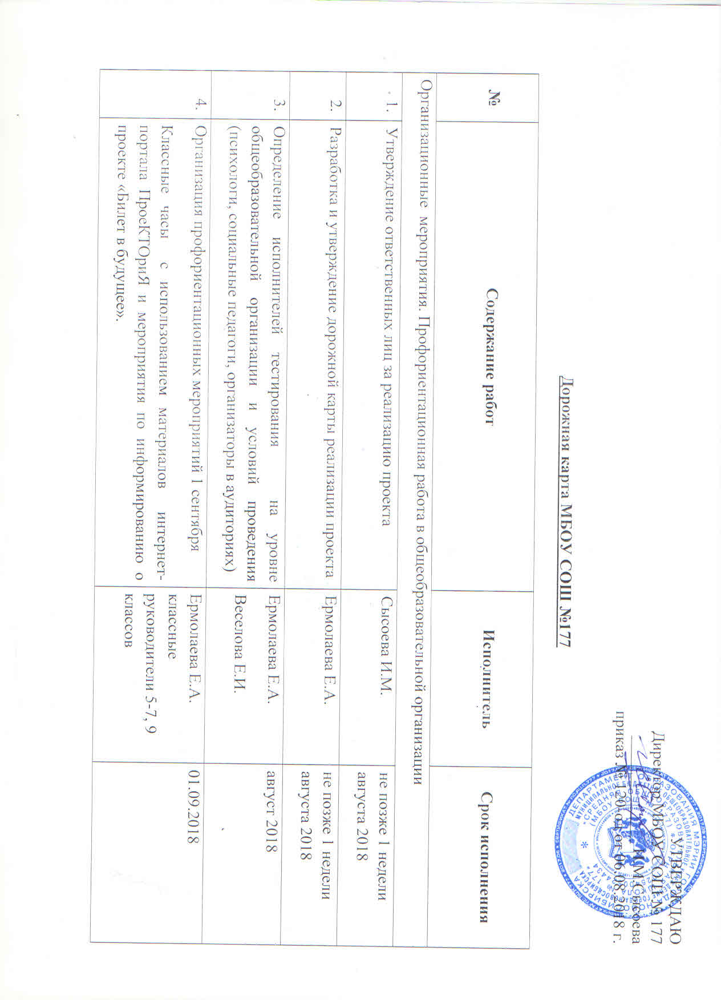 УТВЕРЖДАЮ
Директор МБОУ СОШ № 177
И.М.Сысоева
приказ № 120-од от 06.08.2018 г.
Дорожная карта МБОУ СОШ №177
№
Содержание работ
Исполнитель
Срок исполнения
Организационные мероприятия. Профориентационная работа в общеобразовательной организации
1.
Утверждение ответственных лиц за реализацию проекта
Сысоева И.М.
не позже 1 недели
августа 2018
2.
Разработка и утверждение дорожной карты реализации проекта
Ермолаева Е.А.
не позже 1 недели
августа 2018
3.
Определение исполнителей тестирования на уровне
общеобразовательной организации и условий проведения
(психологи, социальные педагоги, организаторы в аудиториях)
Ермолаева Е.А.
Веселова Е.И.
август 2018
4.
Организация профориентационных мероприятий 1 сентября
Классные часы с использованием материалов интернет-
портала ПроеКТОриЯ и мероприятия по информированию о
проекте «Билет в будущее».
Ермолаева Е.А.
классные
руководители 5-7, 9
классов
01.09.2018